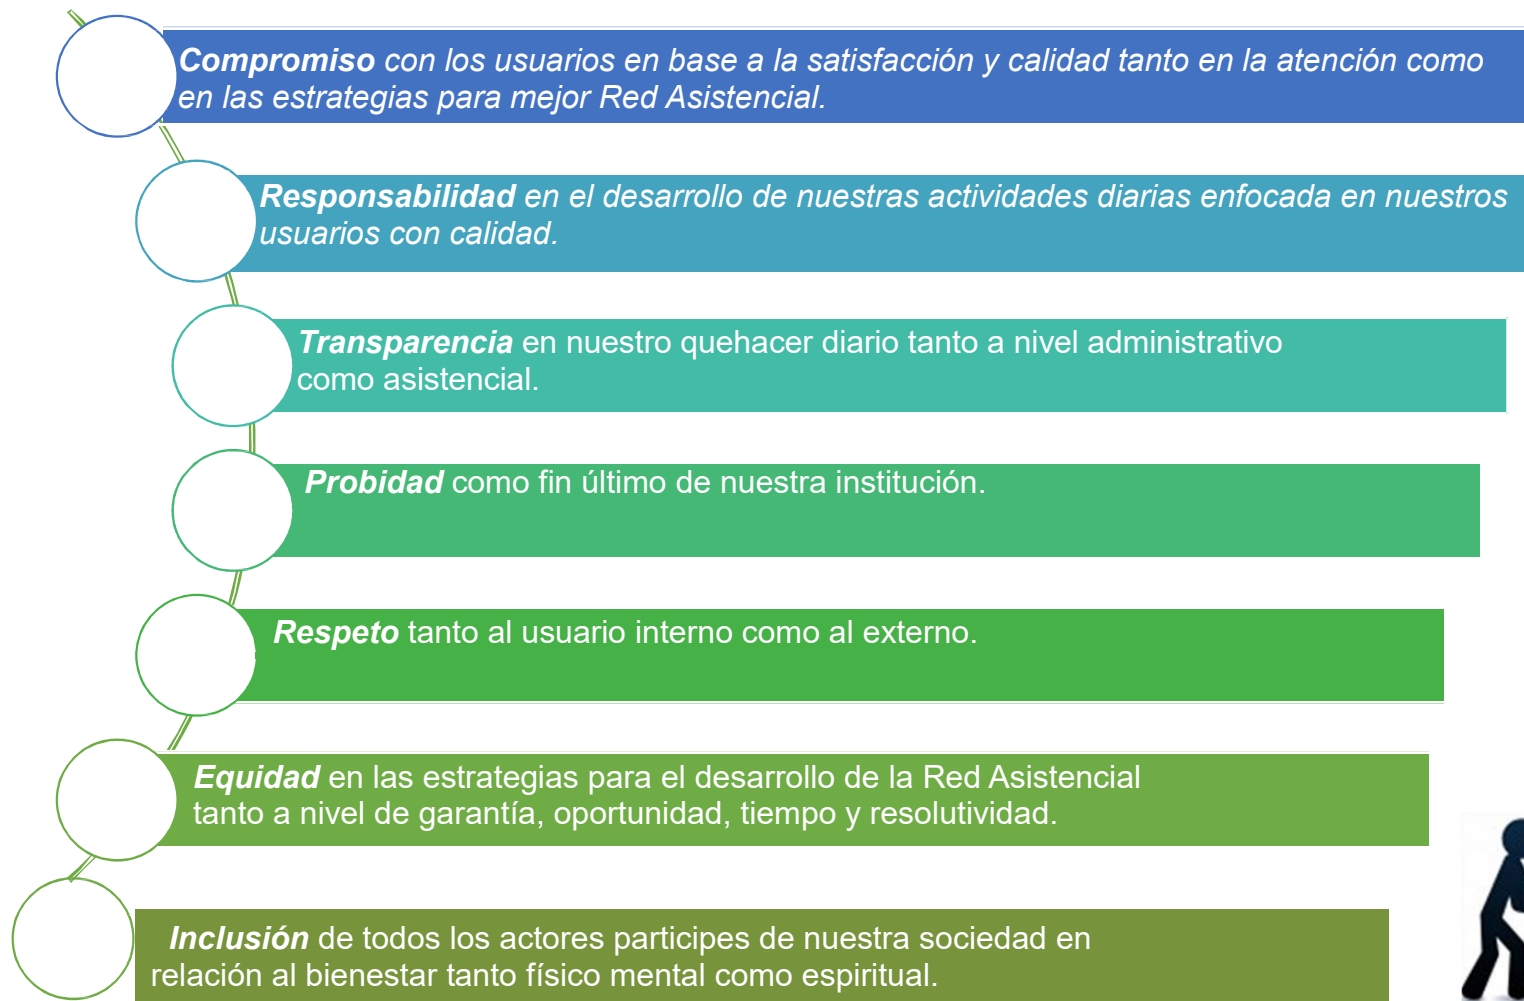 Compromiso con los usuarios en base a la satisfacción y calidad tanto en la atención como
en las estrategias para mejor Red Asistencial.
Responsabilidad en el desarrollo de nuestras actividades diarias enfocada en nuestros
usuarios con calidad.
Transparencia en nuestro quehacer diario tanto a nivel administrativo
como asistencial.
Probidad como fin último de nuestra institución.
Respeto tanto al usuario interno como al externo.
Equidad en las estrategias para el desarrollo de la Red Asistencial
tanto a nivel de garantía, oportunidad, tiempo y resolutividad.
Inclusión de todos los actores participes de nuestra sociedad en
relación al bienestar tanto físico mental como espiritual.